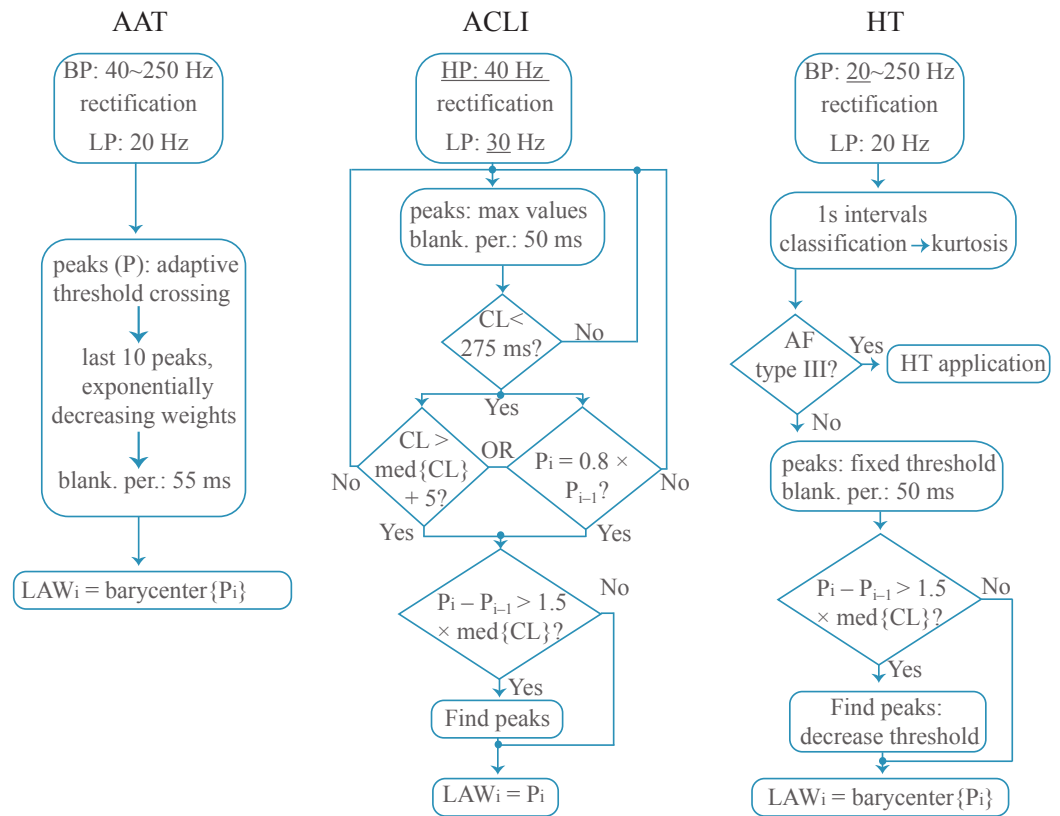 AAT
BP: 40~250 Hz
rectification
LP: 20 Hz
peaks (P): adaptive
threshold crossing
last 10 peaks,
exponentially
decreasing weights
blank. per.: 55 ms
LAWi = barycenter{Pi}
ACLI
HP: 40 Hz
rectification
LP: 30 Hz
peaks: max values
blank. per.: 50 ms
CL<
275 ms?
No
Yes
CL >
med{CL}
+ 5?
OR
Pi = 0.8 ×
Pi–1?
No
No
Yes
Yes
Pi – Pi–1 > 1.5
× med{CL}?
No
Yes
Find peaks
LAWi = Pi
HT
BP: 20~250 Hz
rectification
LP: 20 Hz
1s intervals
classification → kurtosis
AF
type III?
Yes
HT application
No
peaks: fixed threshold
blank. per.: 50 ms
Pi – Pi–1 > 1.5
× med{CL}?
No
Yes
Find peaks:
decrease threshold
LAWi = barycenter{Pi}